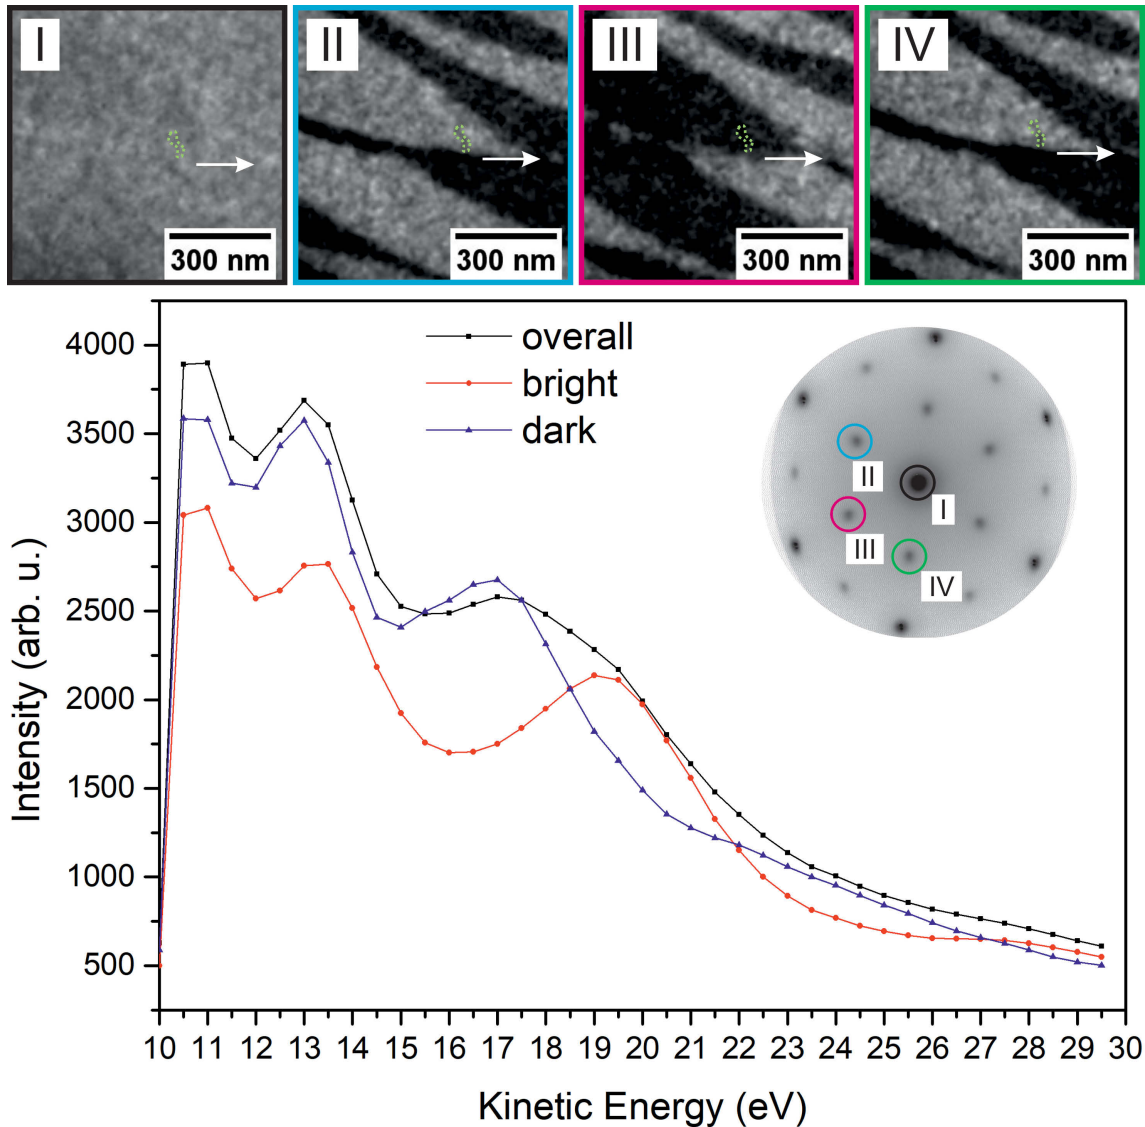 I
II
III
IV
300 nm
300 nm
300 nm
300 nm
overall
bright
dark
I
II
III
IV
Intensity (arb. u.)
4000
3500
3000
2500
2000
1500
1000
500
10 11 12 13 14 15 16 17 18 19 20 21 22 23 24 25 26 27 28 29 30
Kinetic Energy (eV)